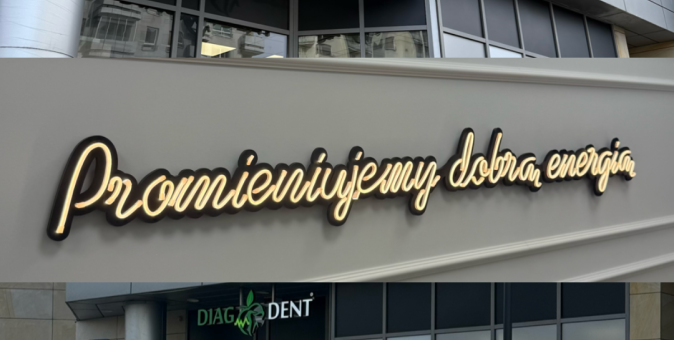 Promieniujemy dobrą energią
DIAG DENT®